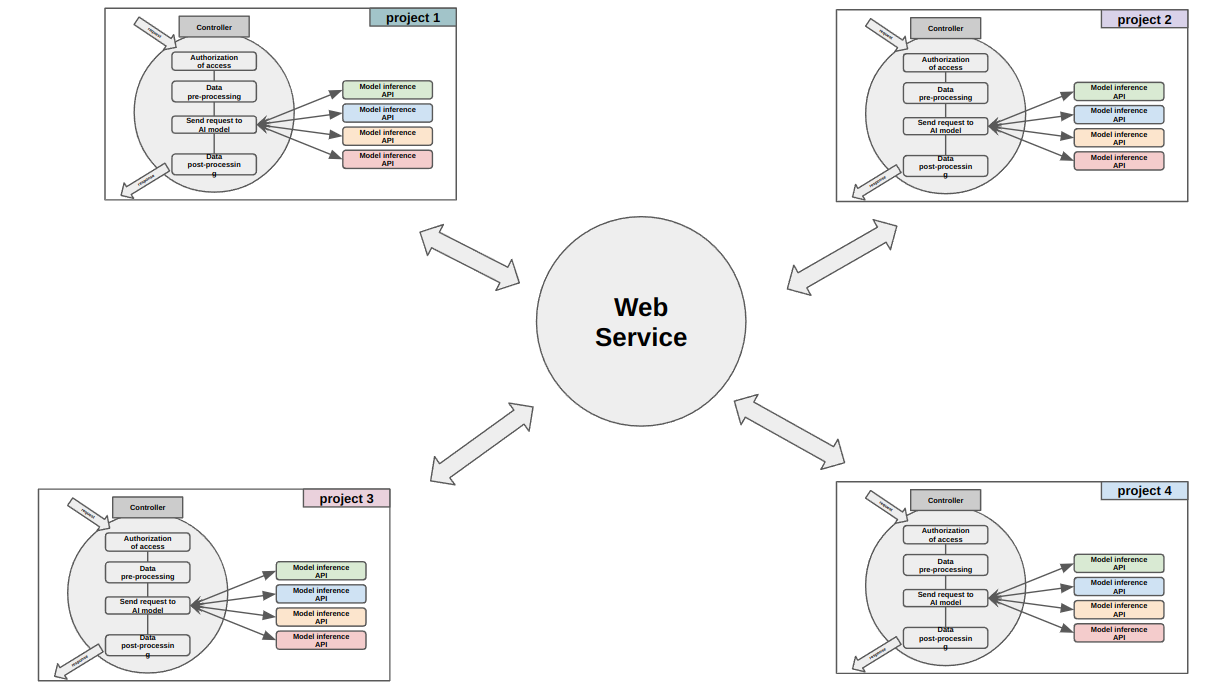 project 1
Controller
request
Authorization
of access
Data
pre-processing
Send request to
AI model
Data
post-processin
g
response
Model inference
API
Model inference
API
Model inference
API
Model inference
API
project 2
Controller
request
Authorization
of access
Data
pre-processing
Send request to
AI model
Data
post-processin
g
response
Model inference
API
Model inference
API
Model inference
API
Model inference
API
Web
Service
project 3
Controller
request
Authorization
of access
Data
pre-processing
Send request to
AI model
Data
post-processin
g
response
Model inference
API
Model inference
API
Model inference
API
Model inference
API
project 4
Controller
request
Authorization
of access
Data
pre-processing
Send request to
AI model
Data
post-processin
g
response
Model inference
API
Model inference
API
Model inference
API
Model inference
API